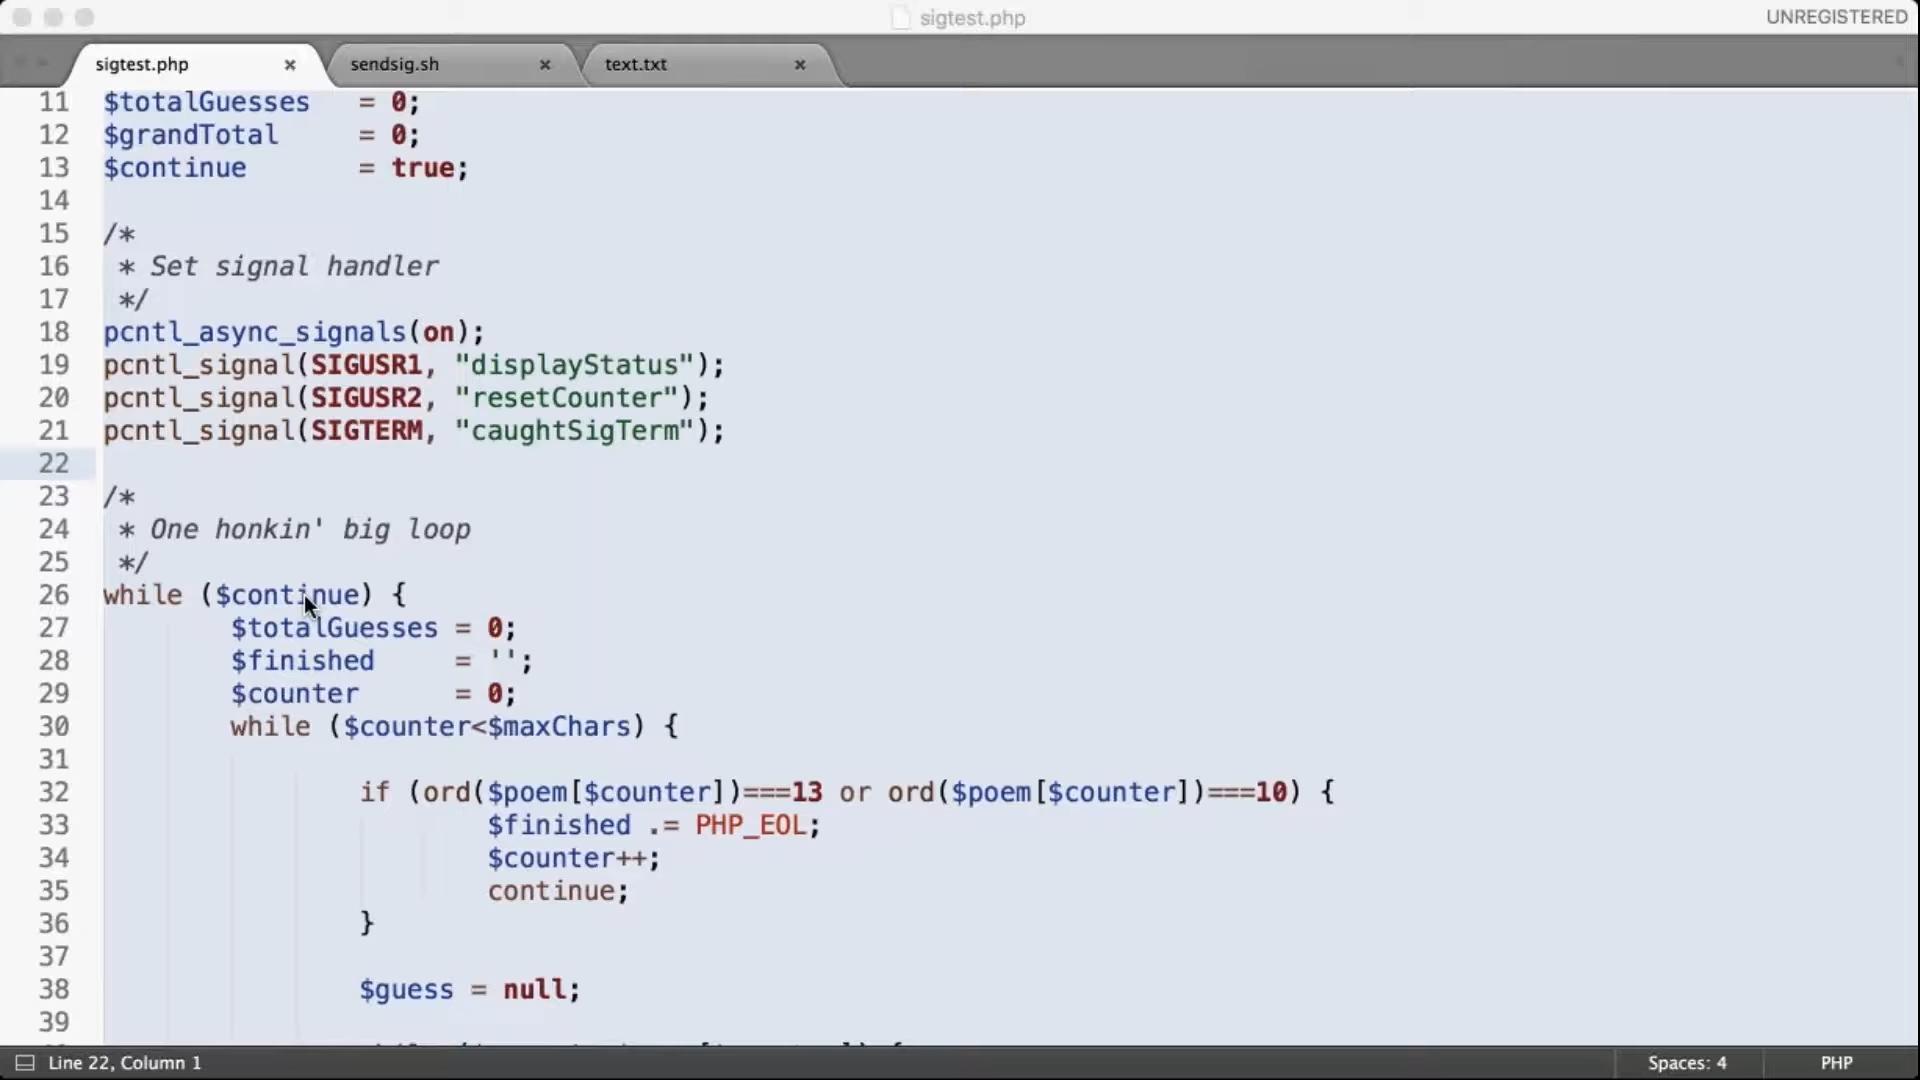 sigtest.php
UNREGISTERED
sigtest.php × sendsig.sh × text.txt ×
11 $totalGuesses = 0;
12 $grandTotal = 0;
13 $continue = true;
14
15 /*
16 * Set signal handler
17 */
18 pcntl_async_signals(on);
19 pcntl_signal(SIGUSR1, "displayStatus");
20 pcntl_signal(SIGUSR2, "resetCounter");
21 pcntl_signal(SIGTERM, "caughtSigTerm");
22
23 /*
24 * One honkin' big loop
25 */
26 while ($continue) {
27 $totalGuesses = 0;
28 $finished = '';
29 $counter = 0;
30 while ($counter<$maxChars) {
31
32 if (ord($poem[$counter])===13 or ord($poem[$counter])===10) {
33 $finished .= PHP_EOL;
34 $counter++;
35 continue;
36 }
37
38 $guess = null;
39
Line 22, Column 1
Spaces: 4
PHP